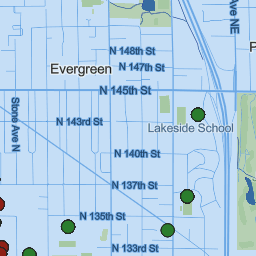 Ave NE
N 148th St
N 147th St
Evergreen
P
N 145th St
Stone Ave N
N 143rd St
Lakeside School
N 140th St
N 137th St
N 135th St
N 133rd St